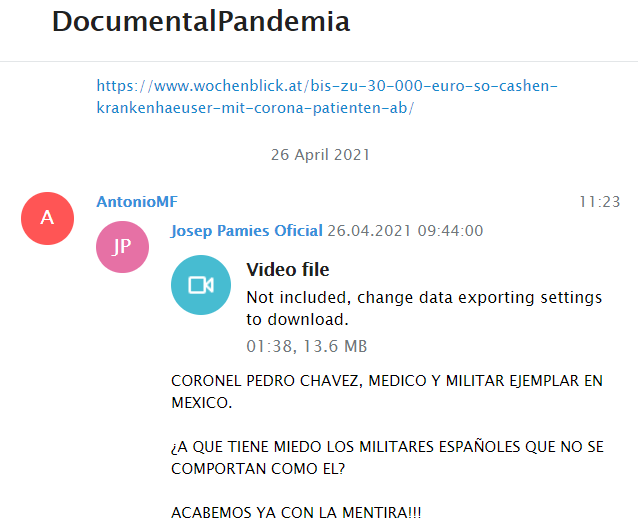 DocumentalPandemia
https://www.wochenblick.at/bis-zu-30-000-euro-so-cashen-
krankenhaeuser-mit-corona-patienten-ab/
26 April 2021
A
AntonioMF
11:23
JP
Josep Pamies Oficial 26.04.2021 09:44:00
Video file
Not included, change data exporting settings
to download.
01:38, 13.6 MB
CORONEL PEDRO CHAVEZ, MEDICO Y MILITAR EJEMPLAR EN
MEXICO.
¿A QUE TIENE MIEDO LOS MILITARES ESPAÑOLES QUE NO SE
COMPORTAN COMO EL?
ACABEMOS YA CON LA MENTIRA!!!